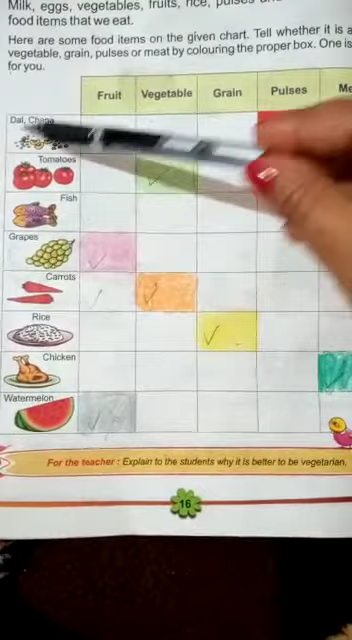 Milk, eggs, vegetables, fruits, rice, pulses and
food items that we eat.
Here are some food items on the given chart. Tell whether it is a
vegetable, grain, pulses or meat by colouring the proper box. One is
for you.
Fruit Vegetable Grain Pulses Me
Dal, Chana
Tomatoes
Fish
Grapes
Carrots
Rice
Chicken
Watermelon
For the teacher : Explain to the students why it is better to be vegetarian.
16